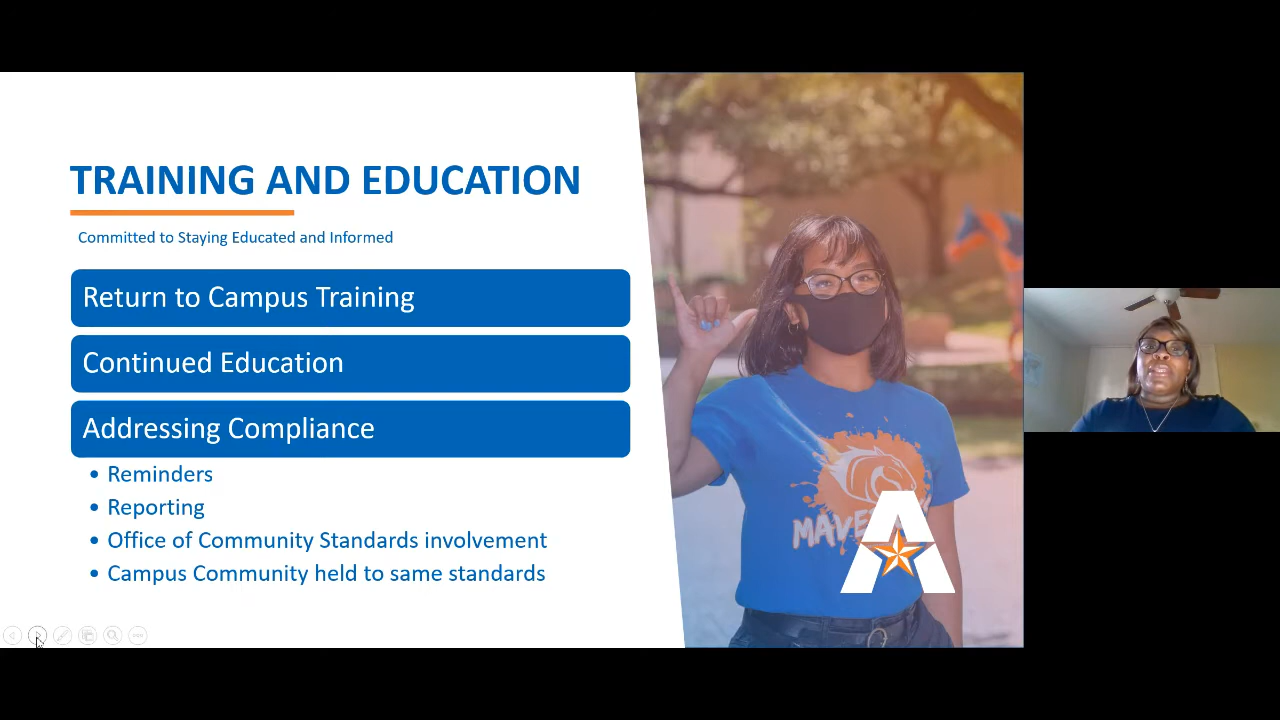 TRAINING AND EDUCATION
Committed to Staying Educated and Informed
Return to Campus Training
Continued Education
Addressing Compliance
• Reminders
• Reporting
• Office of Community Standards involvement
• Campus Community held to same standards
A